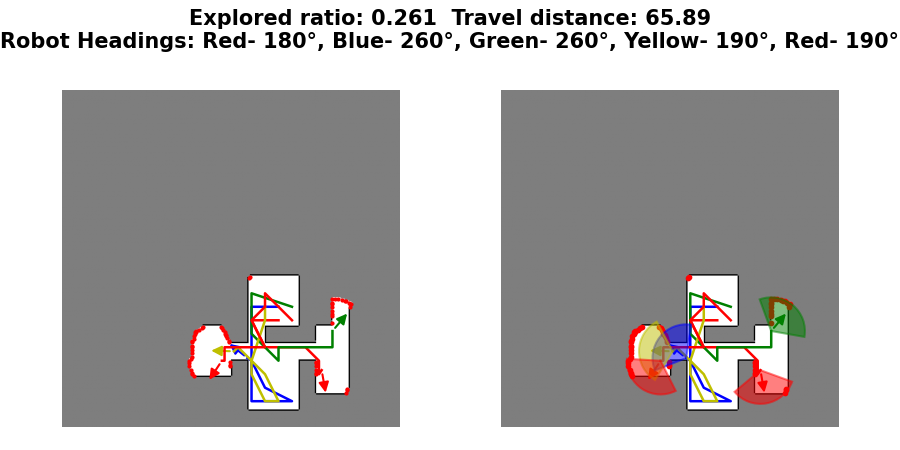 Explored ratio: 0.261  Travel distance: 65.89
Robot Headings: Red- 180°, Blue- 260°, Green- 260°, Yellow- 190°, Red- 190°